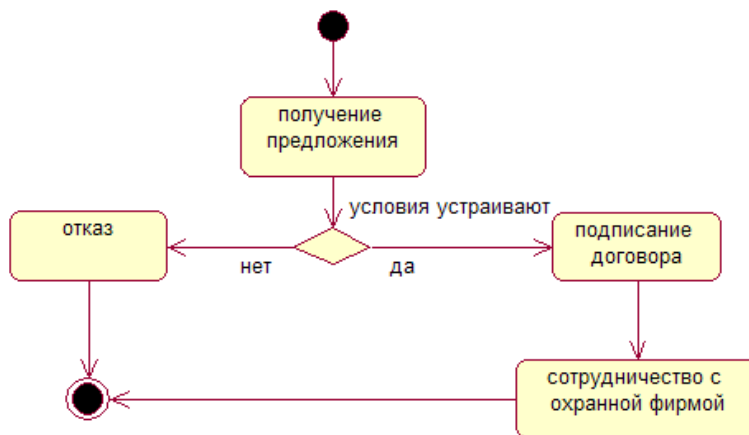 получение
предложения
условия устраивают
отказ
нет
да
подписание
договора
сотрудничество с
охранной фирмой